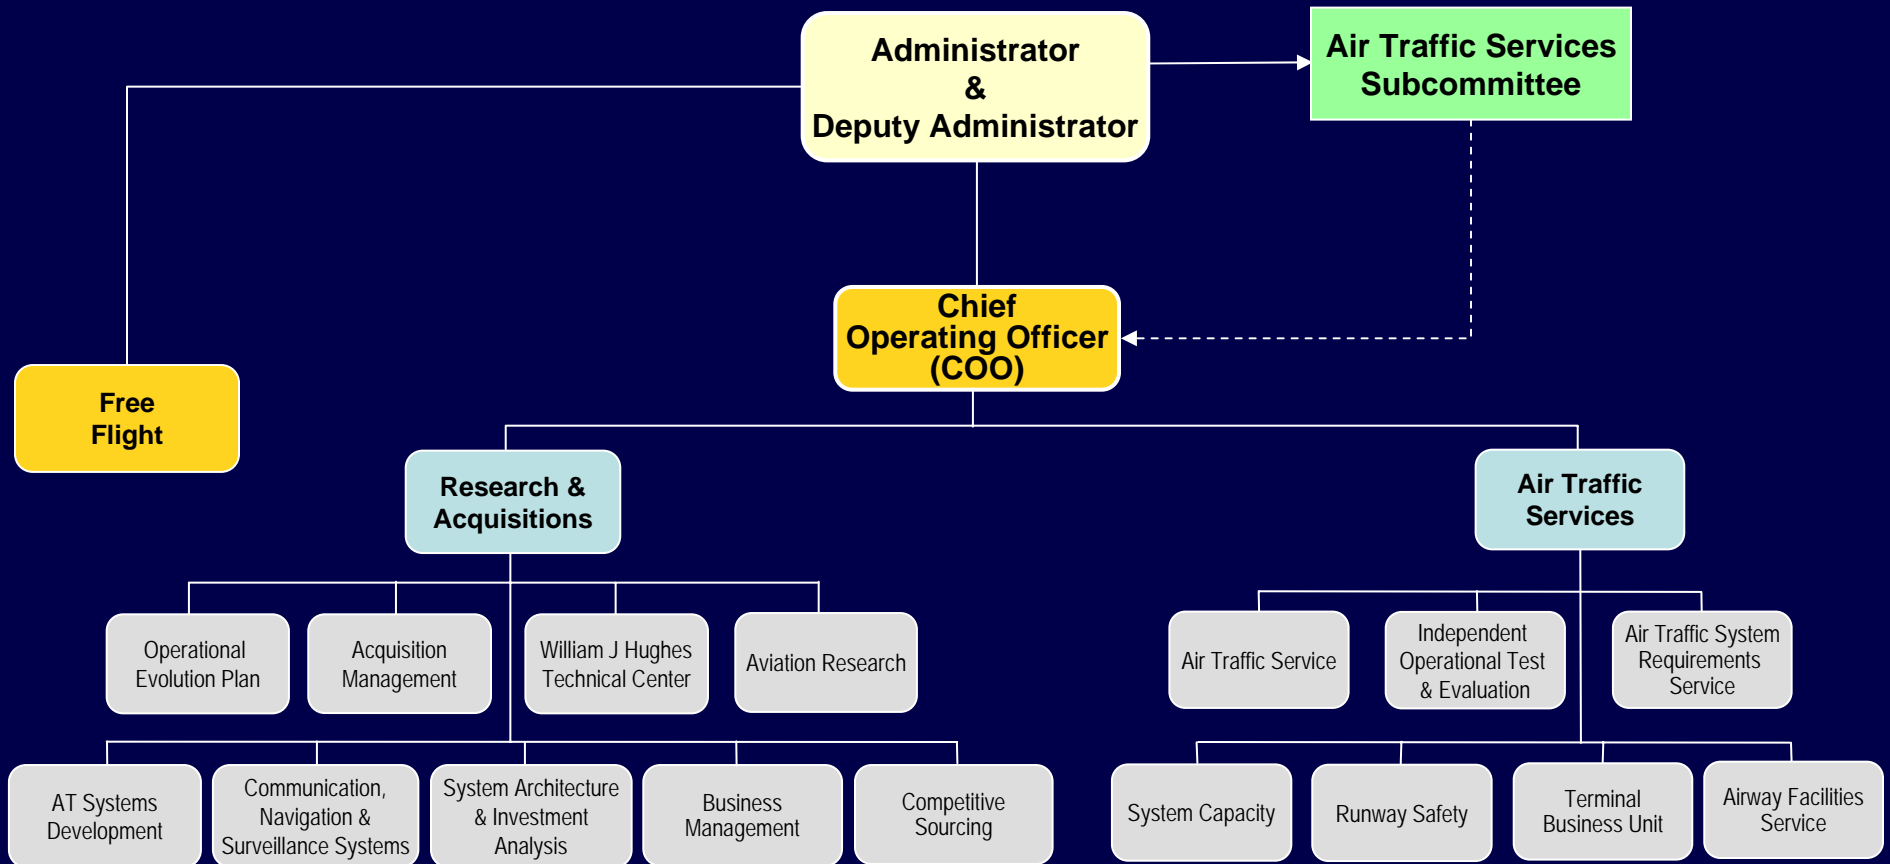 Administrator
&
Deputy Administrator
Air Traffic Services
Subcommittee
Chief
Operating Officer
(COO)
Free
Flight
Research &
Acquisitions
Air Traffic
Services
Operational
Evolution Plan
Acquisition
Management
William J Hughes
Technical Center
Aviation Research
Air Traffic Service
Independent
Operational Test
& Evaluation
Air Traffic System
Requirements
Service
AT Systems
Development
Communication,
Navigation &
Surveillance Systems
System Architecture
& Investment
Analysis
Business
Management
Competitive
Sourcing
System Capacity
Runway Safety
Terminal
Business Unit
Airway Facilities
Service